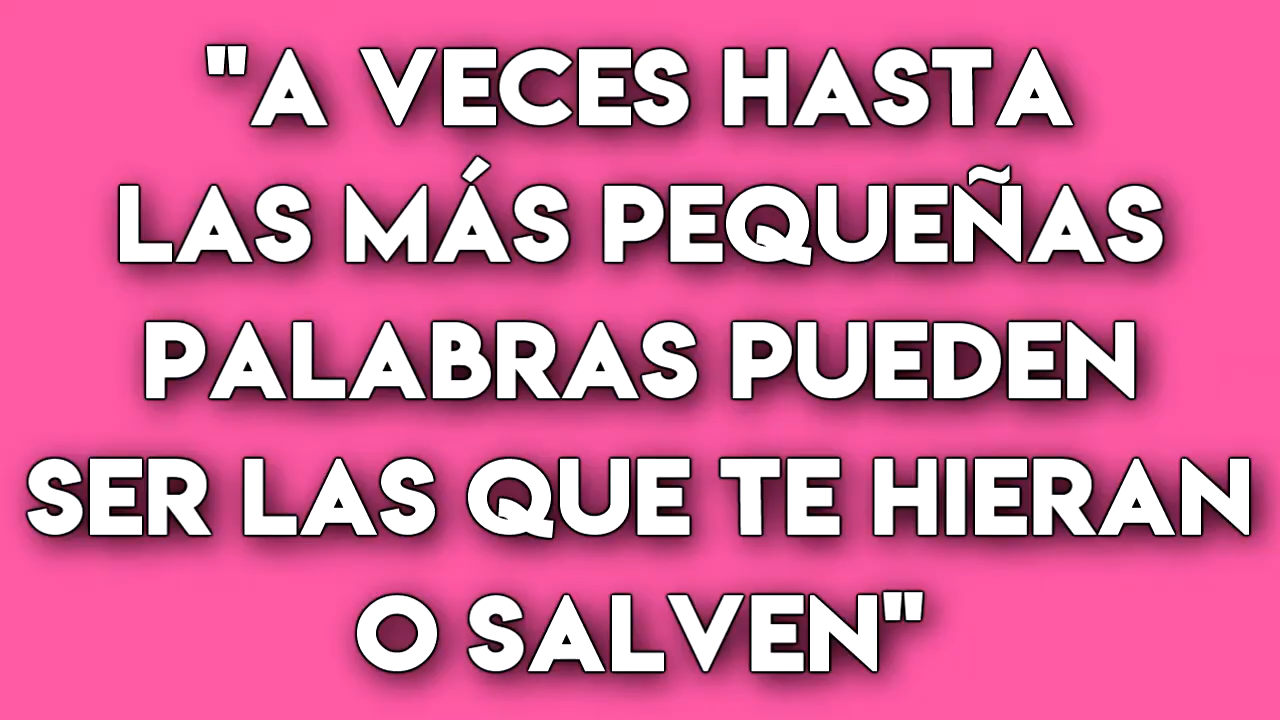 "A VECES HASTA
LAS MÁS PEQUEÑAS
PALABRAS PUEDEN
SER LAS QUE TE HIERAN
O SALVEN"